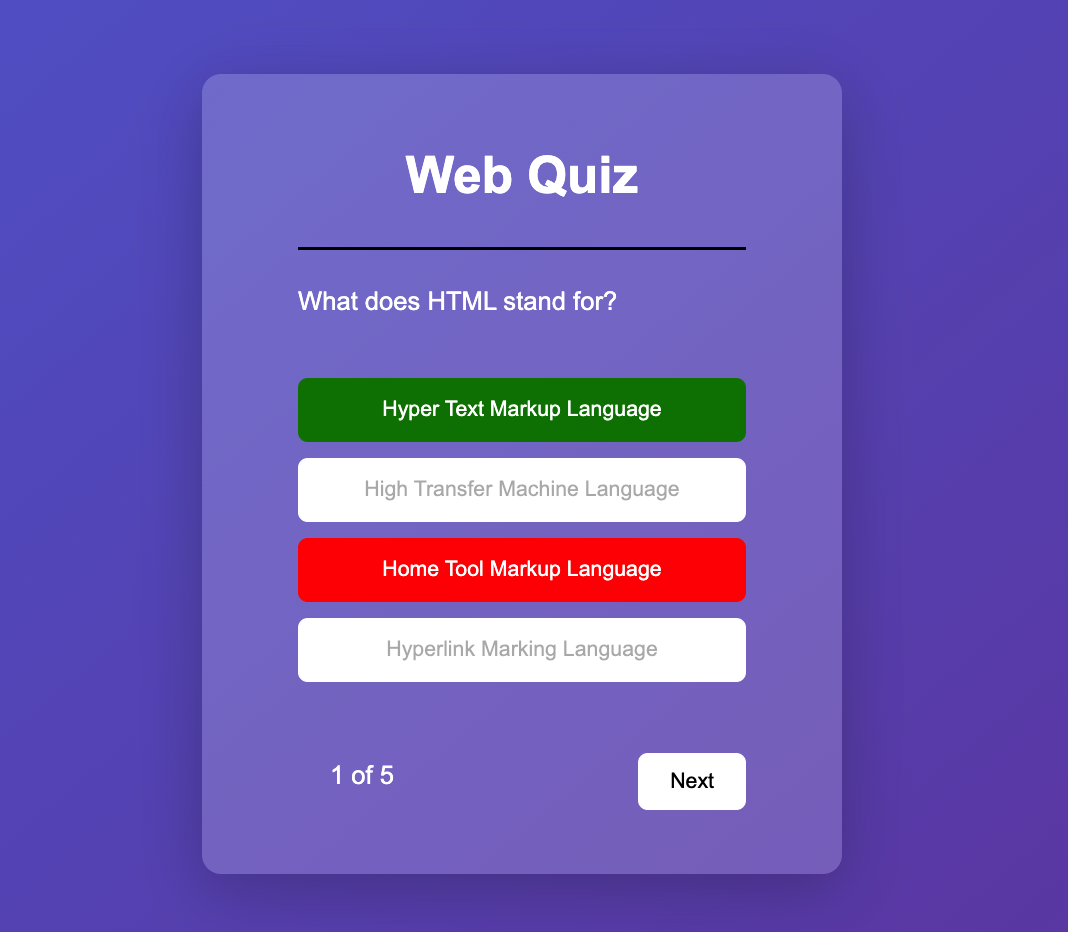 Web Quiz
What does HTML stand for?
Hyper Text Markup Language
High Transfer Machine Language
Home Tool Markup Language
Hyperlink Marking Language
1 of 5
Next